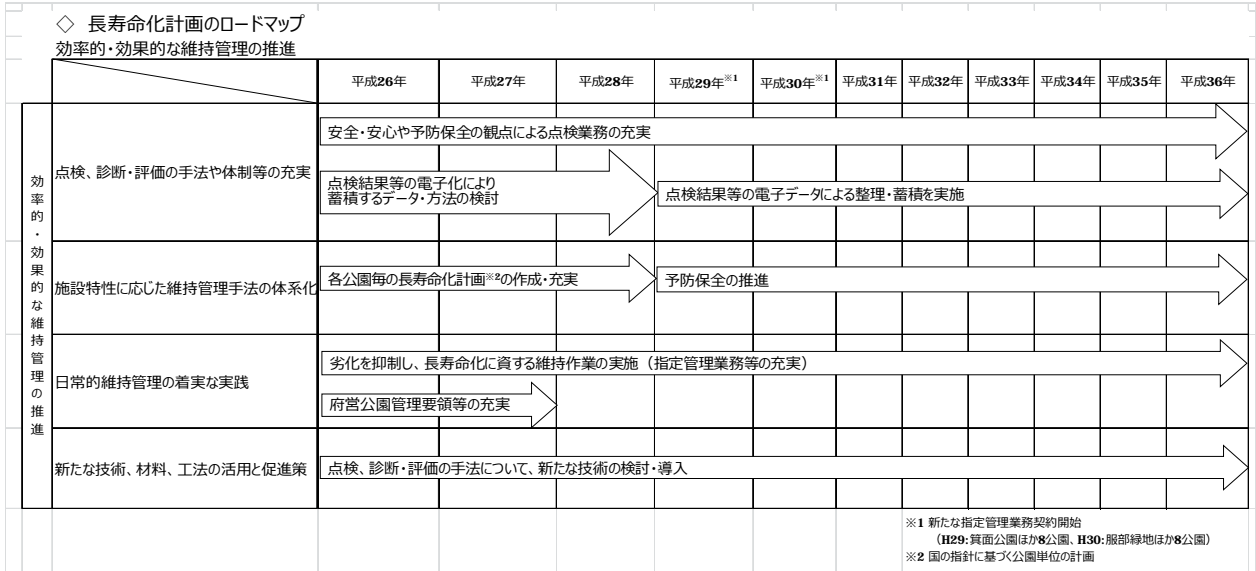 ◇ 長寿命化計画のロードマップ
効率的・効果的な維持管理の推進
平成26年 平成27年 平成28年 平成29年※1 平成30年※1 平成31年 平成32年 平成33年 平成34年 平成35年 平成36年
効率的・効果的な維持管理の推進
点検、診断・評価の手法や体制等の充実
安全・安心や予防保全の観点による点検業務の充実
点検結果等の電子化により
蓄積するデータ・方法の検討
点検結果等の電子データによる整理・蓄積を実施
施設特性に応じた維持管理手法の体系化
各公園毎の長寿命化計画※2の作成・充実
予防保全の推進
日常的維持管理の着実な実践
劣化を抑制し、長寿命化に資する維持作業の実施（指定管理業務等の充実）
府営公園管理要領等の充実
新たな技術、材料、工法の活用と促進策
点検、診断・評価の手法について、新たな技術の検討・導入
※1 新たな指定管理業務契約開始
（H29:箕面公園ほか8公園、H30:服部緑地ほか8公園）
※2 国の指針に基づく公園単位の計画